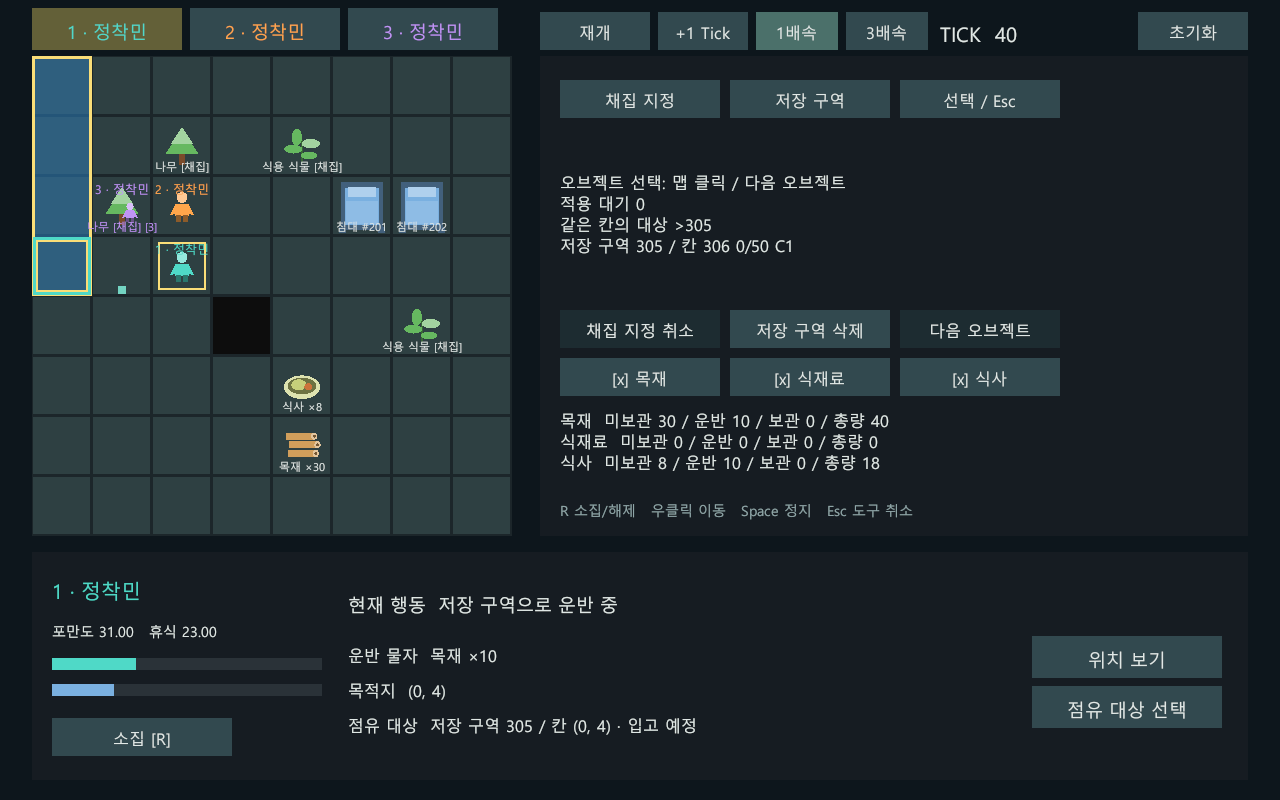 1 · 정착민
2 · 정착민
3 · 정착민
재개
+1 Tick
1배속
3배속
TICK 40
초기화
채집 지정
저장 구역
선택 / Esc
나무 [채집]
식용 식물 [채집]
3 · 정착민
2 · 정착민
나무 [채집] [3]
침대 #201
침대 #202
1 · 정착민
식용 식물 [채집]
식사 ×8
목재 ×30
오브젝트 선택: 맵 클릭 / 다음 오브젝트
적용 대기 0
같은 칸의 대상 >305
저장 구역 305 / 칸 306 0/50 C1
채집 지정 취소
저장 구역 삭제
다음 오브젝트
[x] 목재
[x] 식재료
[x] 식사
목재 미보관 30 / 운반 10 / 보관 0 / 총량 40
식재료 미보관 0 / 운반 0 / 보관 0 / 총량 0
식사 미보관 8 / 운반 10 / 보관 0 / 총량 18
R 소집/해제 우클릭 이동 Space 정지 Esc 도구 취소
1 · 정착민
포만도 31.00 휴식 23.00
소집 [R]
현재 행동 저장 구역으로 운반 중
운반 물자 목재 ×10
목적지 (0, 4)
점유 대상 저장 구역 305 / 칸 (0, 4) · 입고 예정
위치 보기
점유 대상 선택